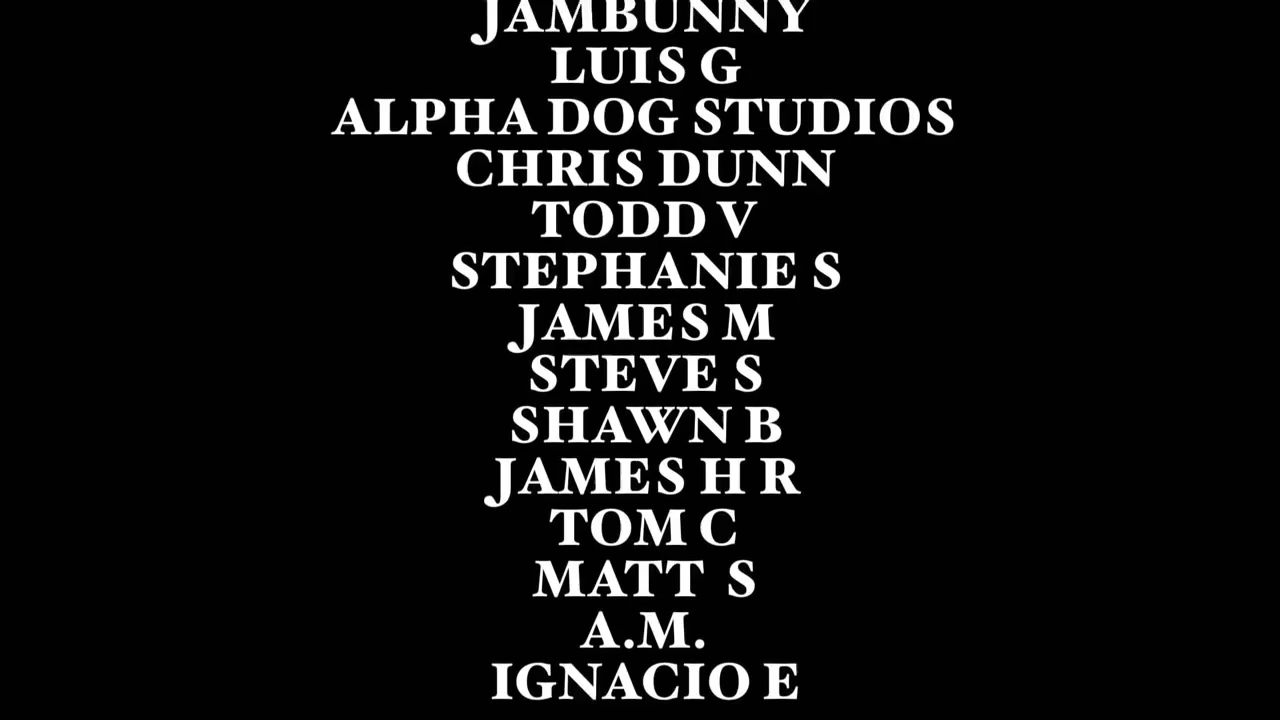 JAMBUNNY
LUIS G
ALPHA DOG STUDIOS
CHRIS DUNN
TODD V
STEPHANIE S
JAMES M
STEVE S
SHAWN B
JAMES H R
TOM C
MATT  S
A.M.
IGNACIO E